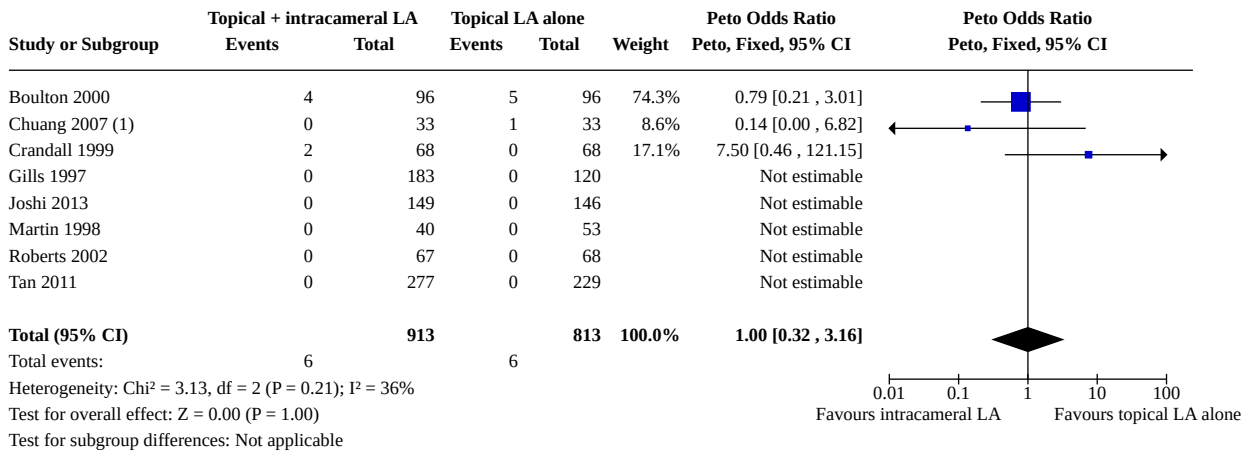 Topical + intracameral LA Topical LA alone Peto Odds Ratio Peto Odds Ratio
Study or Subgroup Events Total Events Total Weight Peto, Fixed, 95% CI Peto, Fixed, 95% CI
Boulton 2000 4 96 5 96 74.3% 0.79 [0.21 , 3.01]
Chuang 2007 (1) 0 33 1 33 8.6% 0.14 [0.00 , 6.82]
Crandall 1999 2 68 0 68 17.1% 7.50 [0.46 , 121.15]
Gills 1997 0 183 0 120 Not estimable
Joshi 2013 0 149 0 146 Not estimable
Martin 1998 0 40 0 53 Not estimable
Roberts 2002 0 67 0 68 Not estimable
Tan 2011 0 277 0 229 Not estimable
Total (95% CI) 913 813 100.0% 1.00 [0.32 , 3.16]
Total events: 6 6
Heterogeneity: Chi² = 3.13, df = 2 (P = 0.21); I² = 36%
0.01 0.1 1 10 100
Test for overall effect: Z = 0.00 (P = 1.00)
Favours intracameral LA Favours topical LA alone
Test for subgroup differences: Not applicable